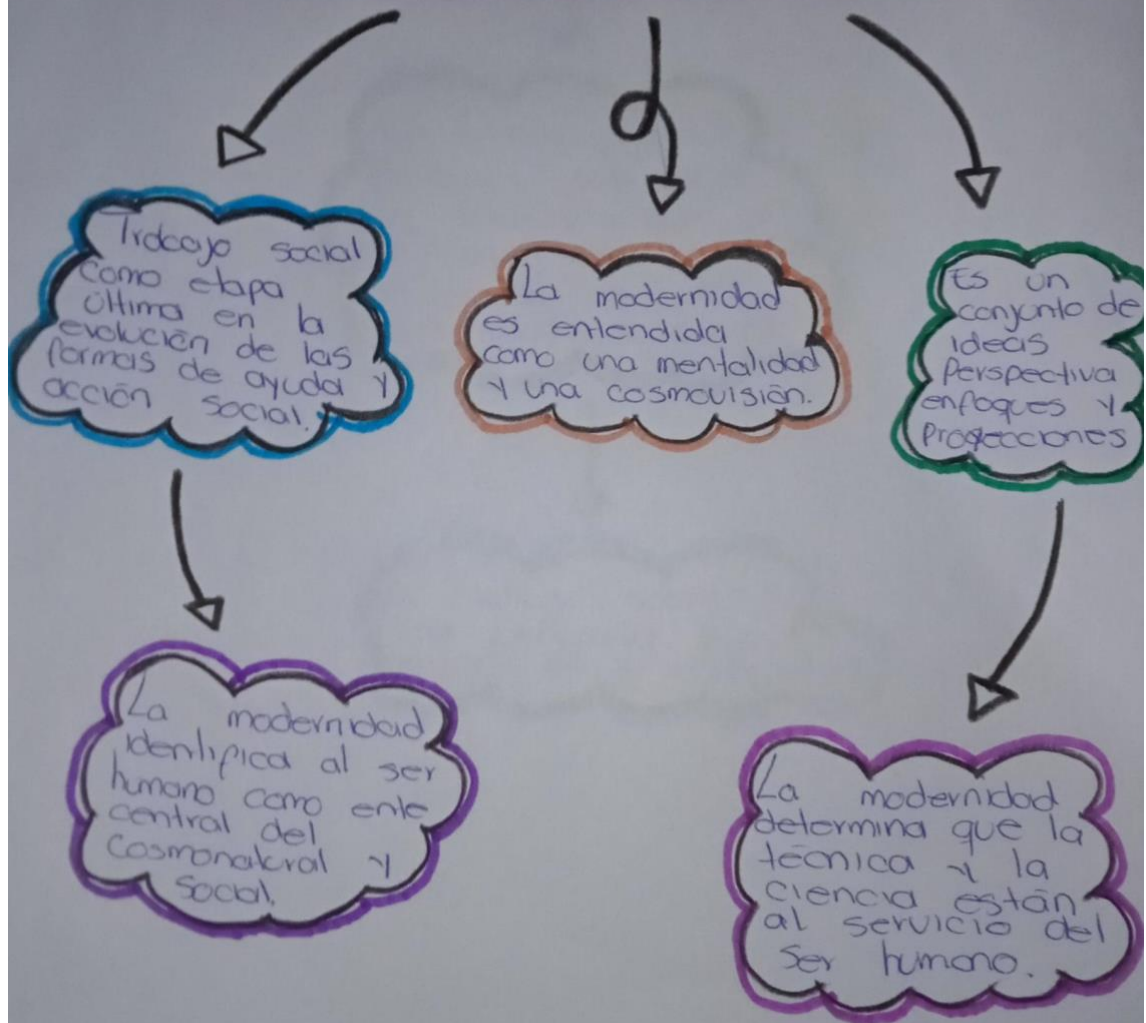 Trabajo social
como etapa
última en la
evolución de las
formas de ayuda y
acción social.
La modernidad
es entendida
como una mentalidad
y una cosmovisión.
Es un
conjunto de
ideas
Perspectiva
enfoques y
Proyecciones
La modernidad
identifica al ser
humano como ente
central del
Cosmonatural y
Social.
La modernidad
determina que la
técnica y la
ciencia están
al servicio del
Ser humano.